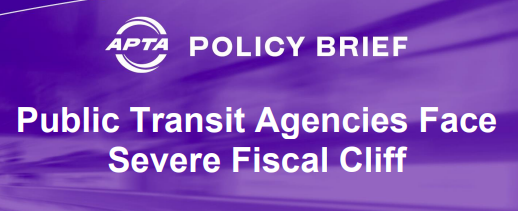 APTA POLICY BRIEF
Public Transit Agencies Face
Severe Fiscal Cliff